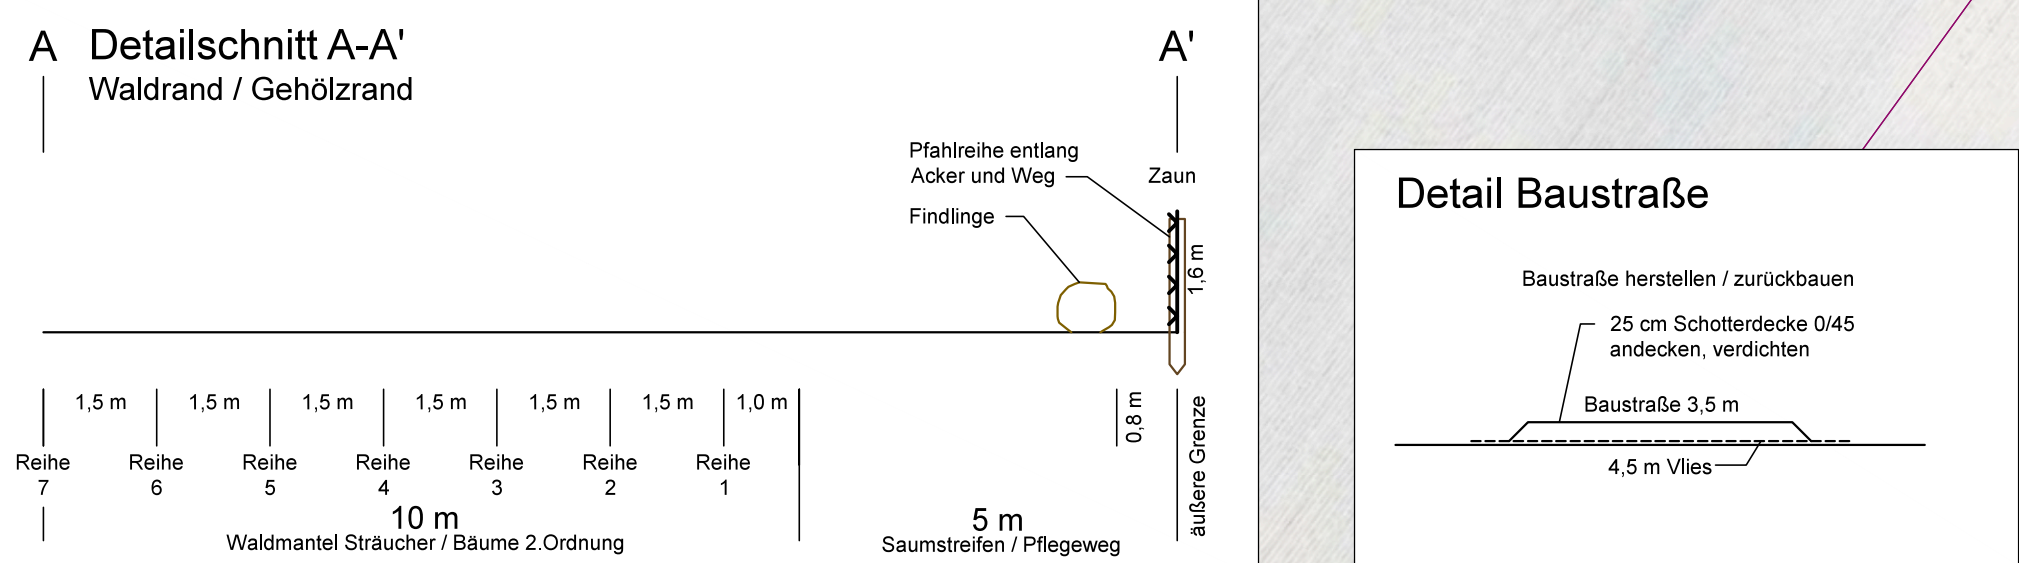 A
Detailschnitt A-A'
A'
Waldrand / Gehölzrand
Pfahlreihe entlang
Acker und Weg
Zaun
Findlinge
1,6 m
1,5 m
1,5 m
1,5 m
1,5 m
1,5 m
1,5 m
1,0 m
0,8 m
äußere Grenze
Reihe
7
Reihe
6
Reihe
5
Reihe
4
Reihe
3
Reihe
2
Reihe
1
10 m
Waldmantel Sträucher / Bäume 2.Ordnung
5 m
Saumstreifen / Pflegeweg
Detail Baustraße
Baustraße herstellen / zurückbauen
25 cm Schotterdecke 0/45
andecken, verdichten
Baustraße 3,5 m
4,5 m Vlies